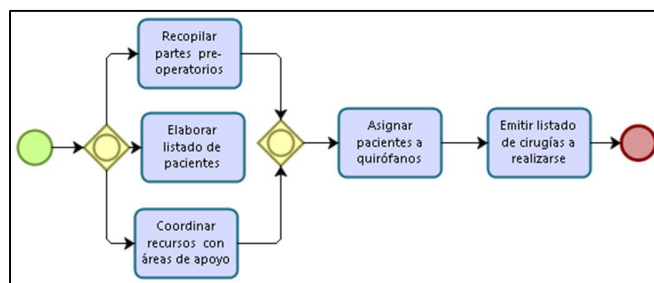 Recopilar
partes pre-
operatorios
Elaborar
listado de
pacientes
Coordinar
recursos con
áreas de apoyo
Asignar
pacientes a
quirófanos
Emitir listado
de cirugías a
realizarse